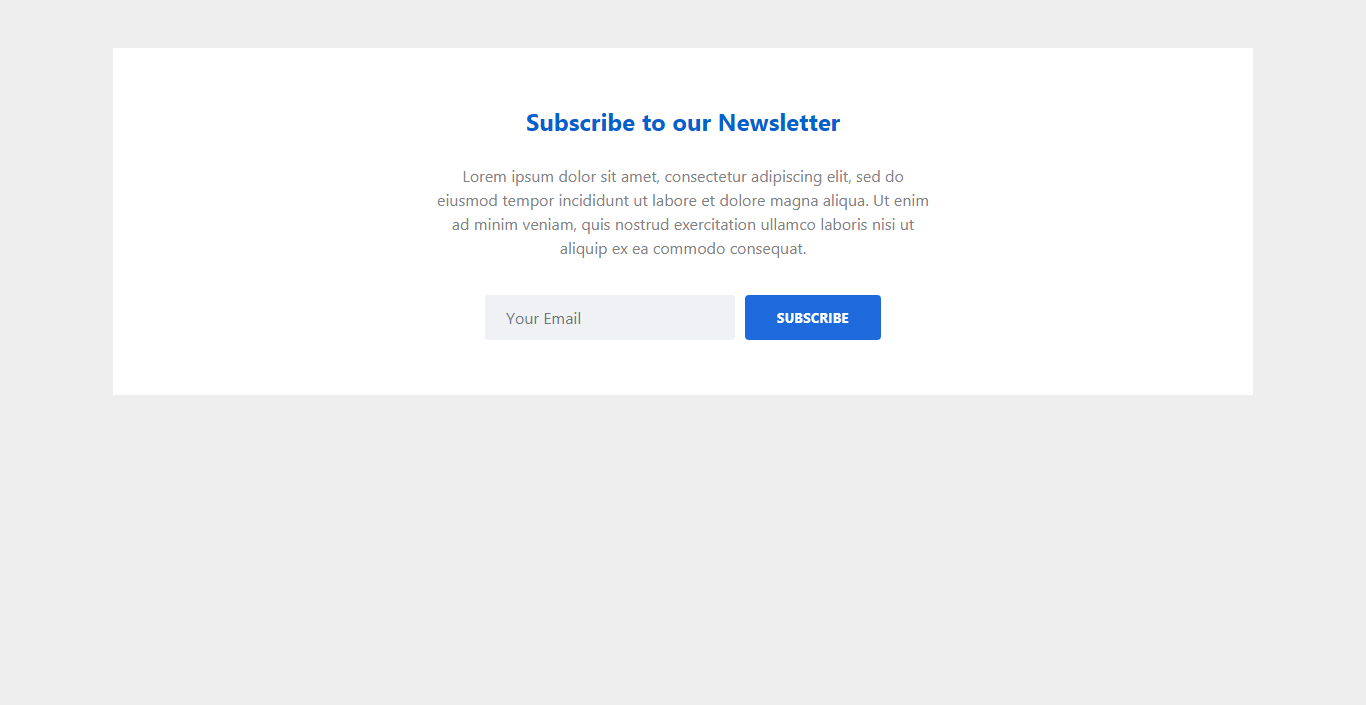 Subscribe to our Newsletter
Lorem ipsum dolor sit amet, consectetur adipiscing elit, sed do
eiusmod tempor incididunt ut labore et dolore magna aliqua. Ut enim
ad minim veniam, quis nostrud exercitation ullamco laboris nisi ut
aliquip ex ea commodo consequat.
Your Email
SUBSCRIBE